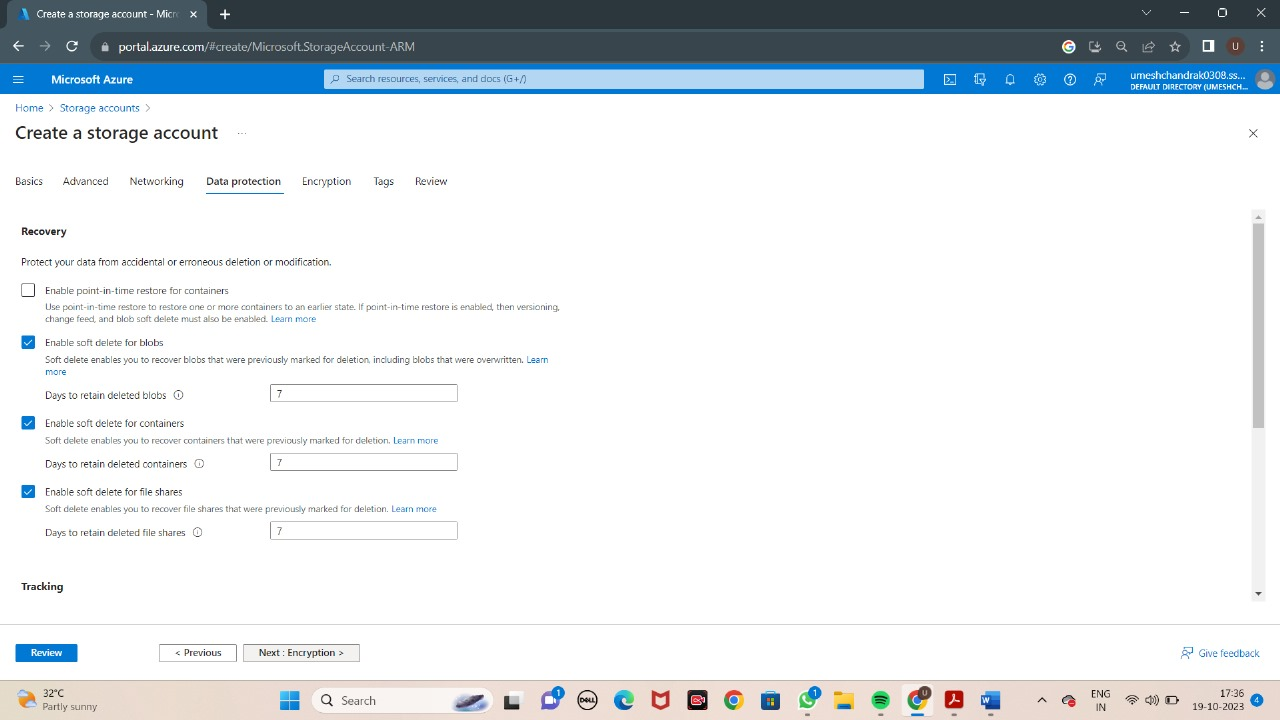 Create a storage account - Micr
portal.azure.com/#create/Microsoft.StorageAccount-ARM
U
Microsoft Azure
Search resources, services, and docs (G+/)
umeshchandrak0308.ss...
DEFAULT DIRECTORY (UMESHCH...
Home > Storage accounts >
Create a storage account ...
Basics Advanced Networking Data protection Encryption Tags Review
Recovery
Protect your data from accidental or erroneous deletion or modification.
Enable point-in-time restore for containers
Use point-in-time restore to restore one or more containers to an earlier state. If point-in-time restore is enabled, then versioning,
change feed, and blob soft delete must also be enabled. Learn more
Enable soft delete for blobs
Soft delete enables you to recover blobs that were previously marked for deletion, including blobs that were overwritten. Learn
more
Days to retain deleted blobs 7
Enable soft delete for containers
Soft delete enables you to recover containers that were previously marked for deletion. Learn more
Days to retain deleted containers 7
Enable soft delete for file shares
Soft delete enables you to recover file shares that were previously marked for deletion. Learn more
Days to retain deleted file shares 7
Tracking
Review < Previous Next : Encryption > Give feedback
32°C
Partly sunny
Search
1
DELL
1
U
W
ENG
IN
17:36
19-10-2023
4